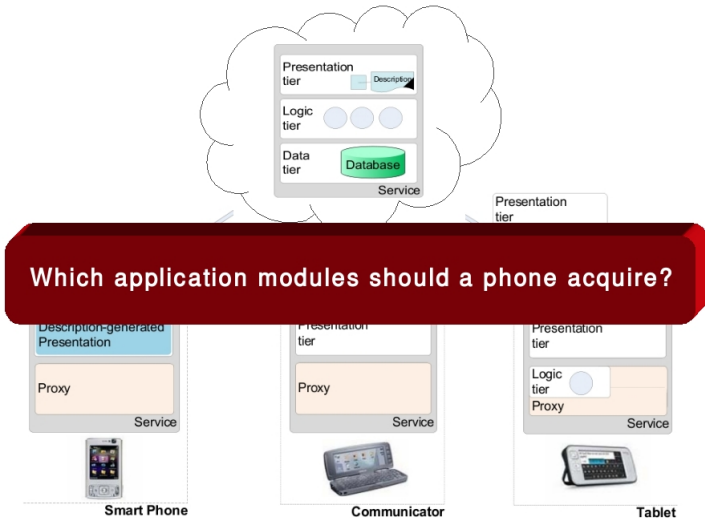 Presentation
tier
Description
Logic
tier
Data
tier
Database
Service
Presentation
tier
Which application modules should a phone acquire?
Description-generated
Presentation
Proxy
Service
Smart Phone
Presentation
tier
Proxy
Service
Communicator
Presentation
tier
Logic
tier
Proxy
Service
Tablet